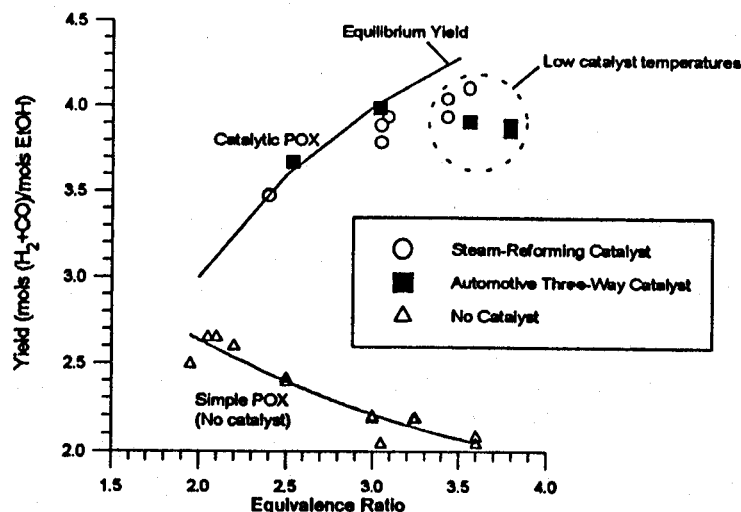 Equilibrium Yield
Low catalyst temperatures
4.5
4.0
3.5
3.0
2.5
2.0
Yield (mols (H₂+CO)/mols EtOH)
Catalytic POX
Steam-Reforming Catalyst
Automotive Three-Way Catalyst
No Catalyst
Simple POX
(No catalyst)
1.5 2.0 2.5 3.0 3.5 4.0
Equivalence Ratio